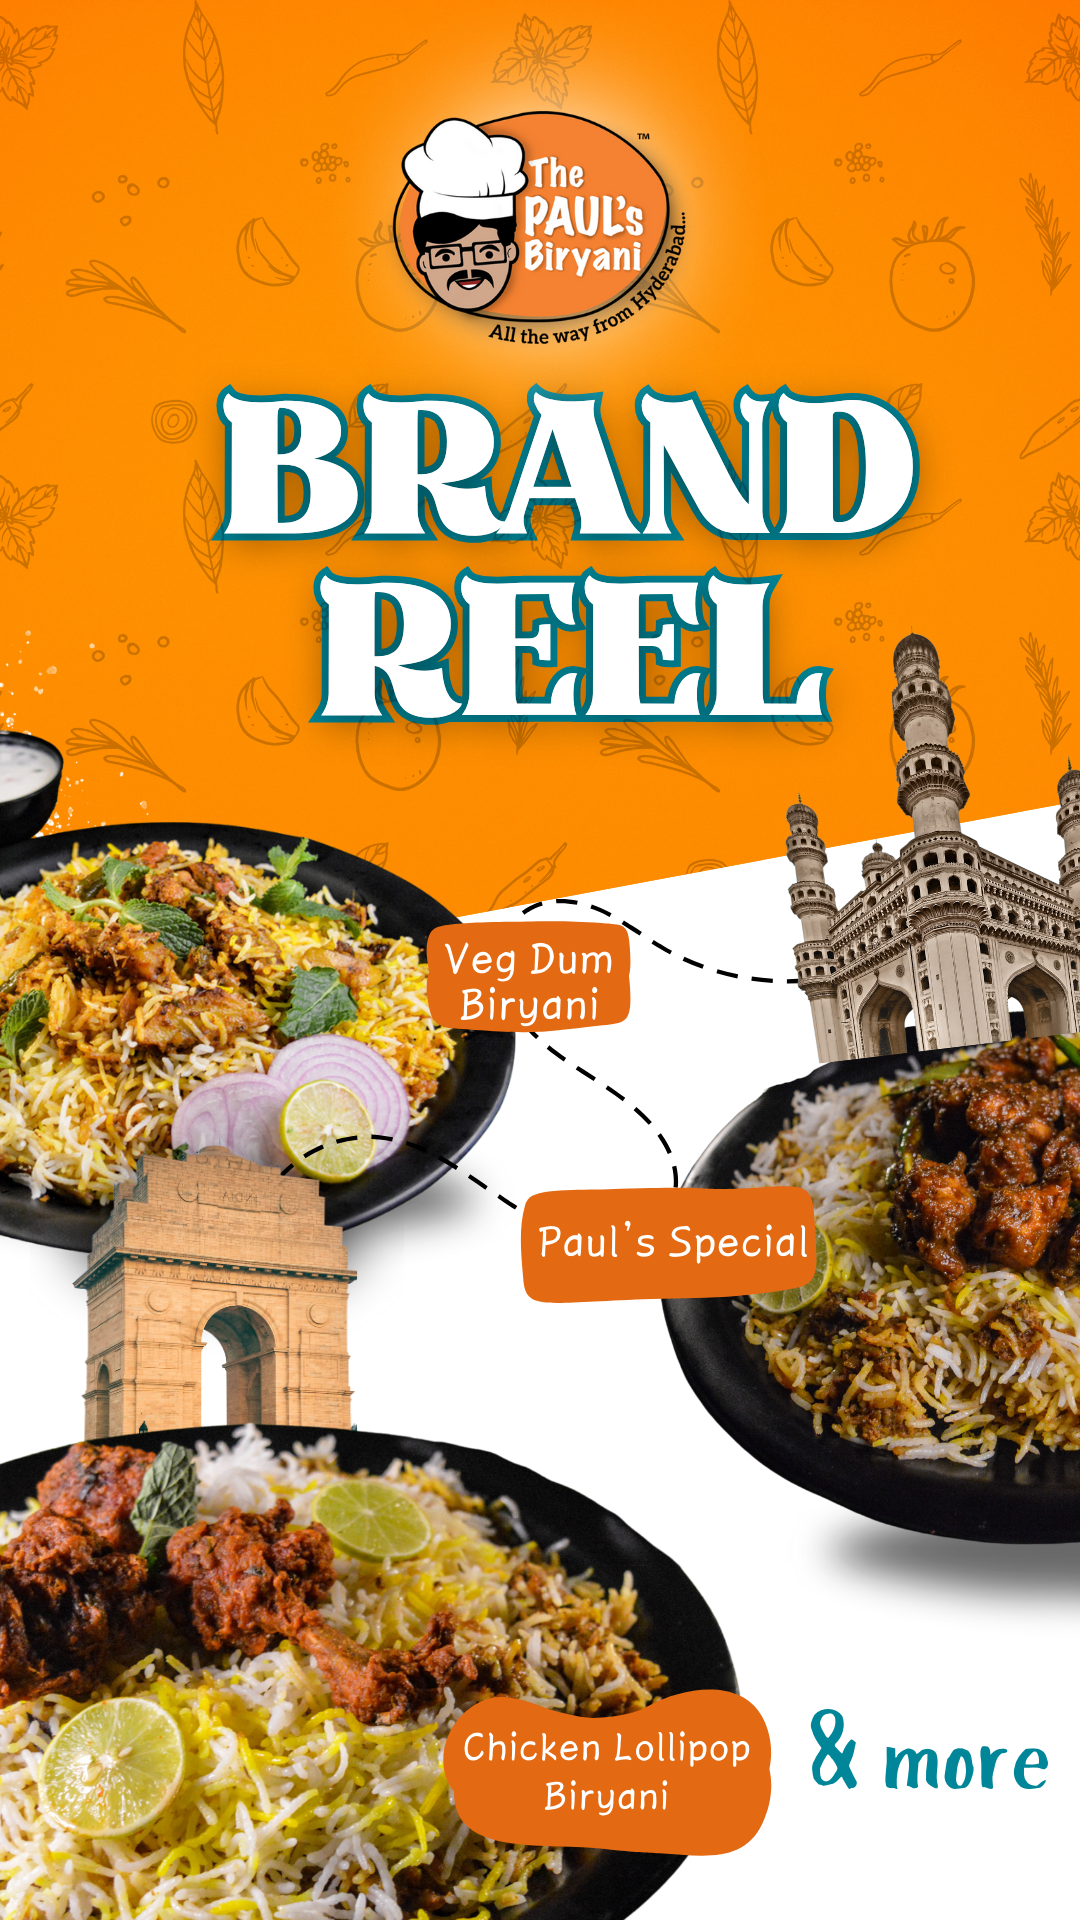 The
PAUL's
Biryani
TM
All the way from Hyderabad...
BRAND
REEL
Veg Dum
Biryani
Paul's Special
INDIA
Chicken Lollipop
Biryani
& more